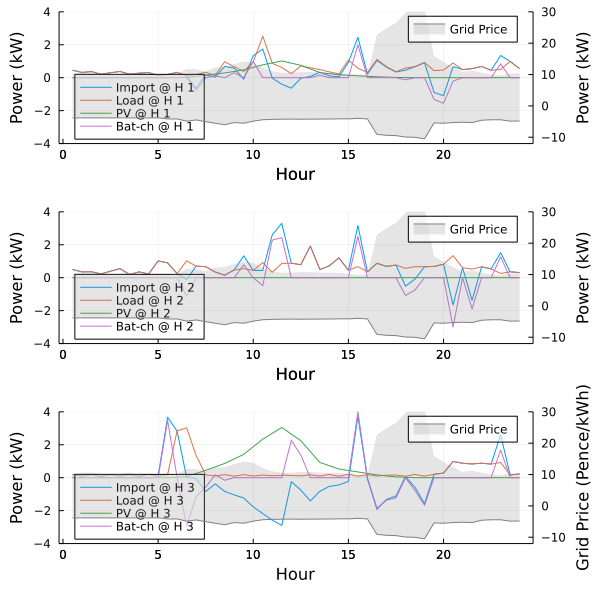 4
2
0
−2
−4
Power (kW)
30
20
10
0
−10
Power (kW)
Grid Price
Import @ H 1
Load @ H 1
PV @ H 1
Bat-ch @ H 1
0 5 10 15 20
Hour
4
2
0
−2
−4
Power (kW)
30
20
10
0
−10
Power (kW)
Grid Price
Import @ H 2
Load @ H 2
PV @ H 2
Bat-ch @ H 2
0 5 10 15 20
Hour
4
2
0
−2
−4
Power (kW)
30
20
10
0
−10
Grid Price (Pence/kWh)
Grid Price
Import @ H 3
Load @ H 3
PV @ H 3
Bat-ch @ H 3
0 5 10 15 20
Hour